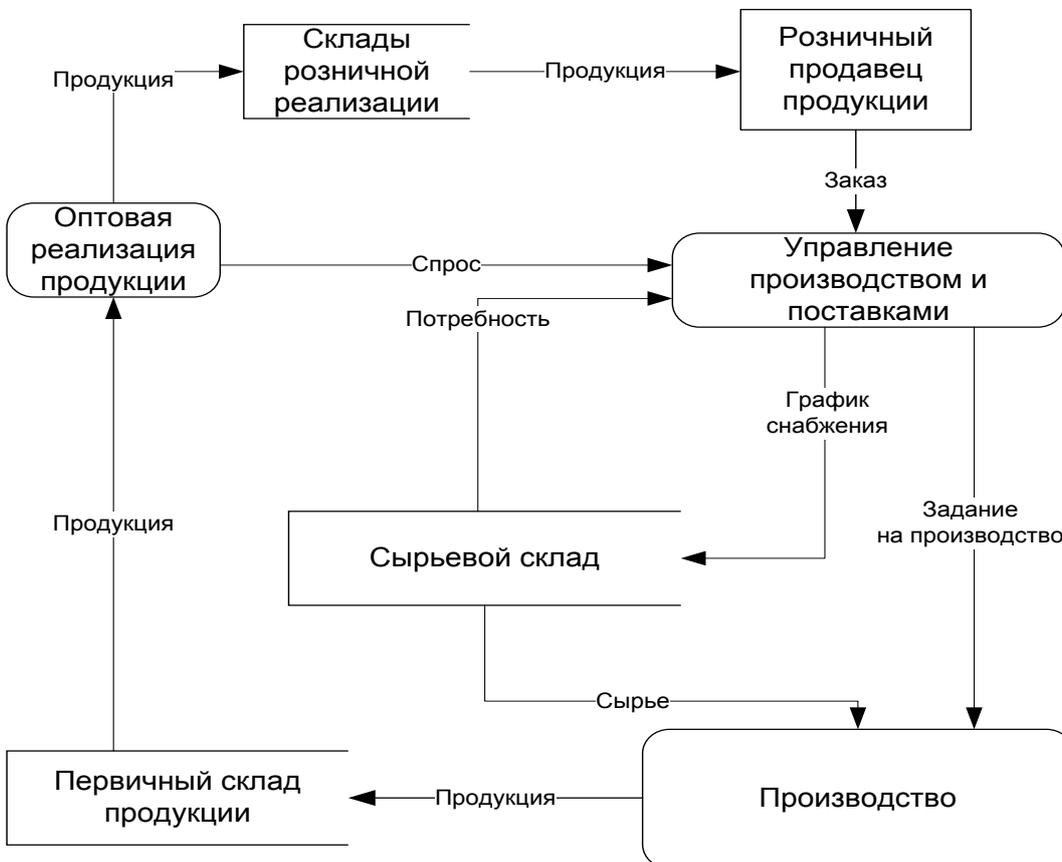 Склады
розничной
реализации
Розничный
продавец
продукции
Продукция
Продукция
Заказ
Оптовая
реализация
продукции
Управление
производством и
поставками
Спрос
Потребность
График
снабжения
Продукция
Задание
на производство
Сырьевой склад
Сырье
Первичный склад
продукции
Продукция
Производство